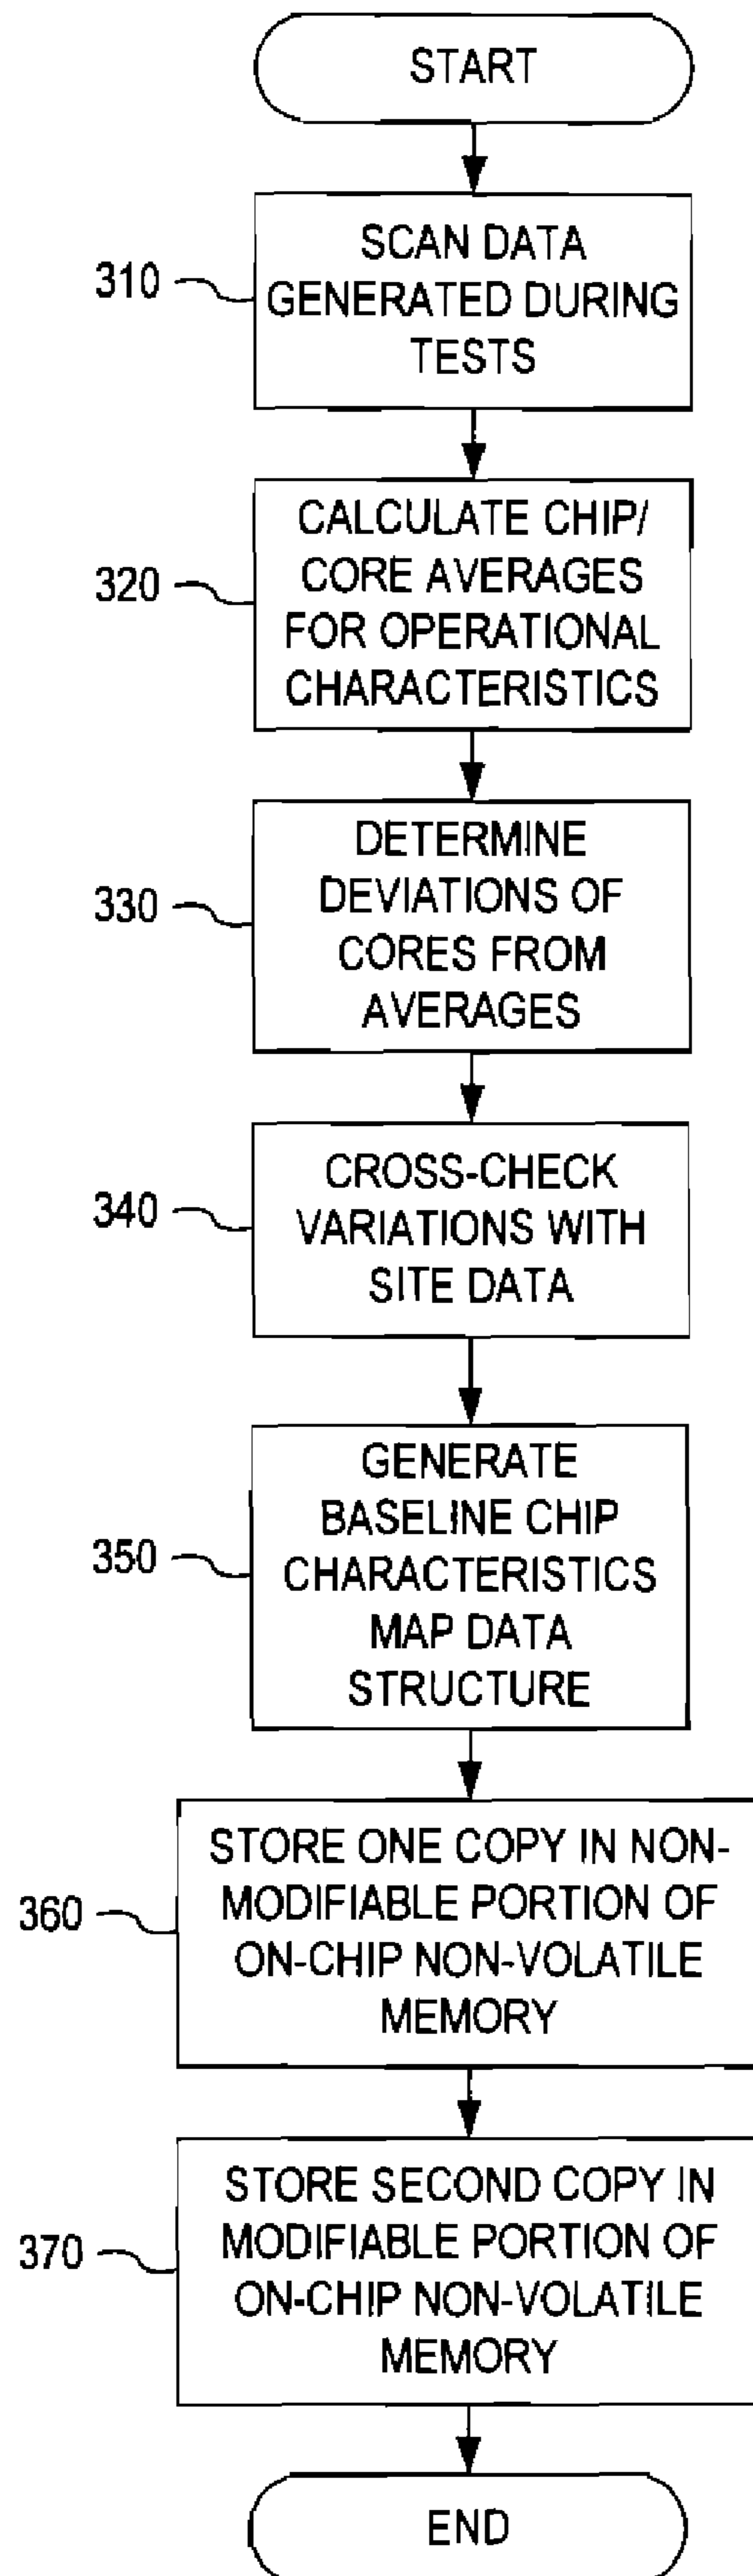 START
310
SCAN DATA
GENERATED DURING
TESTS
320
CALCULATE CHIP/
CORE AVERAGES
FOR OPERATIONAL
CHARACTERISTICS
330
DETERMINE
DEVIATIONS OF
CORES FROM
AVERAGES
340
CROSS-CHECK
VARIATIONS WITH
SITE DATA
350
GENERATE
BASELINE CHIP
CHARACTERISTICS
MAP DATA
STRUCTURE
360
STORE ONE COPY IN NON-
MODIFIABLE PORTION OF
ON-CHIP NON-VOLATILE
MEMORY
370
STORE SECOND COPY IN
MODIFIABLE PORTION OF
ON-CHIP NON-VOLATILE
MEMORY
END